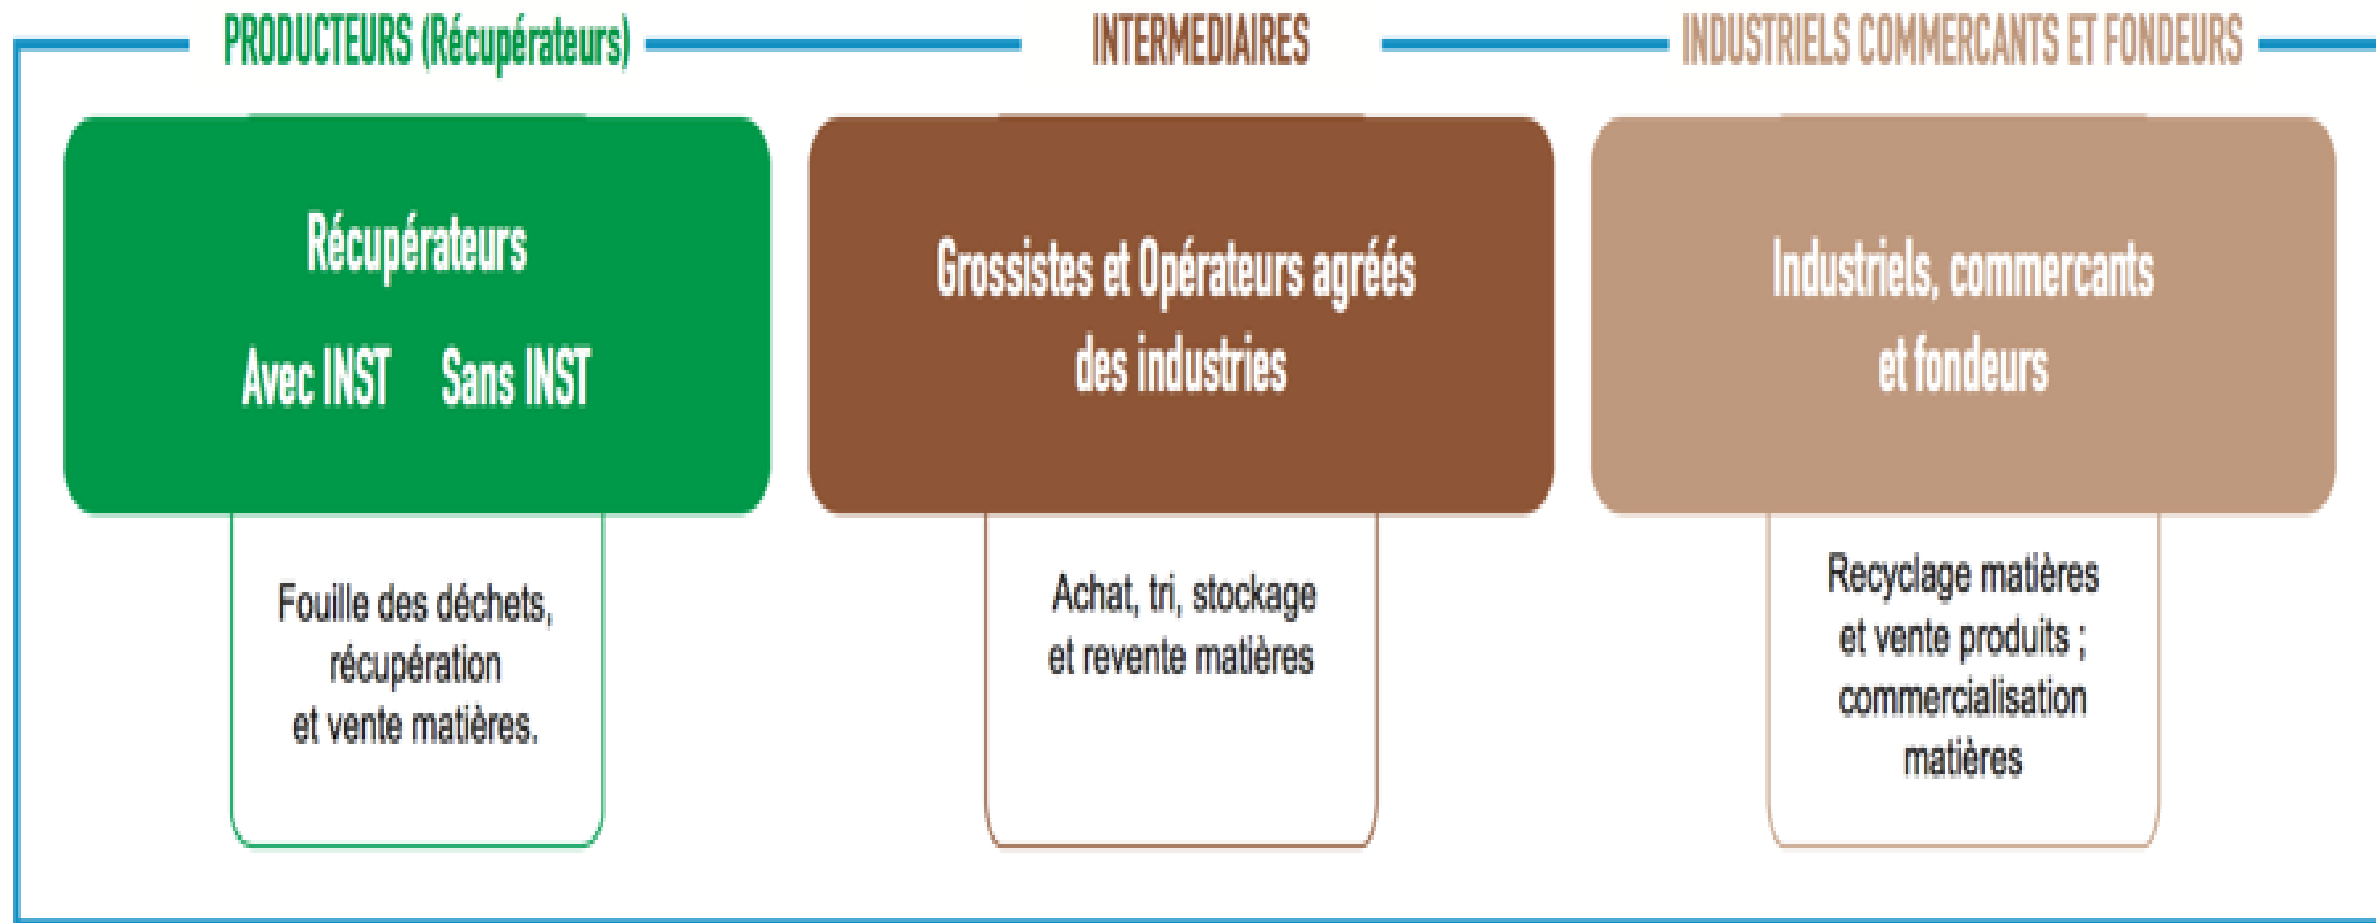 PRODUCTEURS (Récupérateurs)
INTERMEDIAIRES
INDUSTRIELS COMMERCANTS ET FONDEURS
Récupérateurs
Avec INST Sans INST
Fouille des déchets,
récupération
et vente matières.
Grossistes et Opérateurs agréés
des industries
Achat, tri, stockage
et revente matières
Industriels, commercants
et fondeurs
Recyclage matières
et vente produits ;
commercialisation
matières